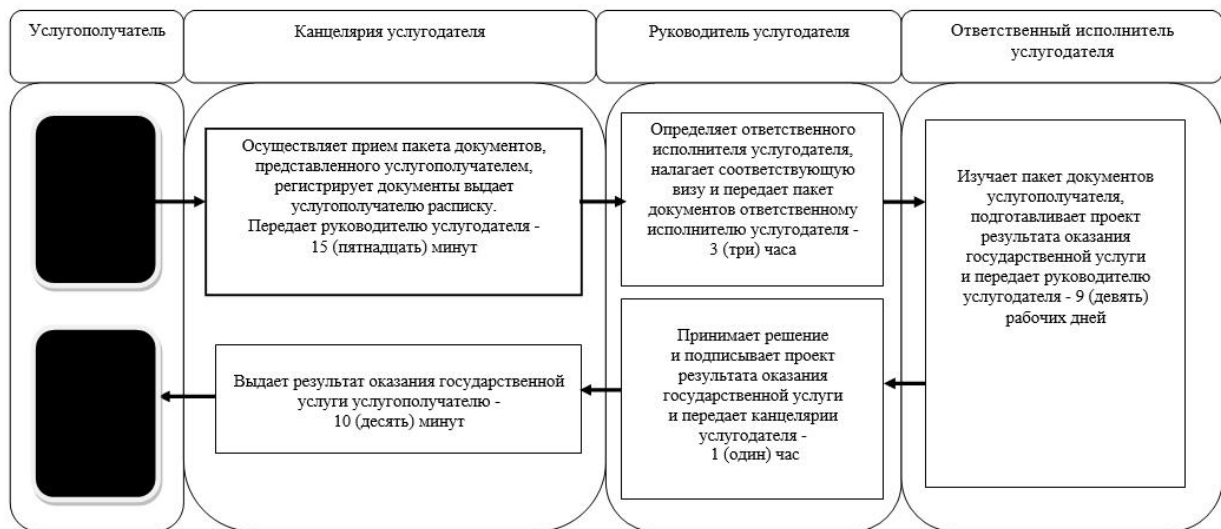 Услугополучатель
Канцелярия услугодателя
Руководитель услугодателя
Ответственный исполнитель
услугодателя
Осуществляет прием пакета документов,
представленного услугополучателем,
регистрирует документы выдает
услугополучателю расписку.
Передает руководителю услугодателя -
15 (пятнадцать) минут
Определяет ответственного
исполнителя услугодателя,
налагает соответствующую
визу и передает пакет
документов ответственному
исполнителю услугодателя -
3 (три) часа
Изучает пакет документов
услугополучателя,
подготавливает проект
результата оказания
государственной услуги
и передает руководителю
услугодателя - 9 (девять)
рабочих дней
Принимает решение
и подписывает проект
результата оказания
государственной услуги
и передает канцелярии
услугодателя -
1 (один) час
Выдает результат оказания государственной
услуги услугополучателю -
10 (десять) минут